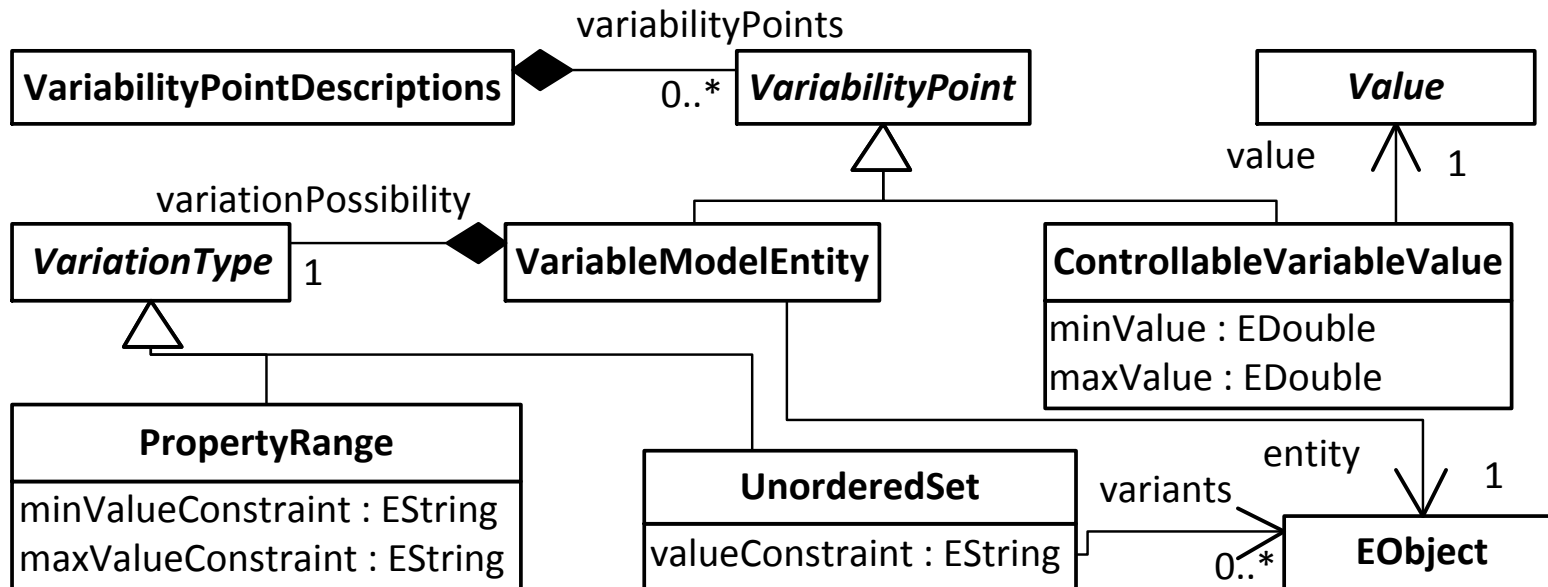 variabilityPoints
VariabilityPointDescriptions
0..*
VariabilityPoint
Value
value
1
variationPossibility
VariationType
1
VariableModelEntity
ControllableVariableValue
minValue : EDouble
maxValue : EDouble
PropertyRange
minValueConstraint : EString
maxValueConstraint : EString
UnorderedSet
valueConstraint : EString
entity
1
variants
0..*
EObject